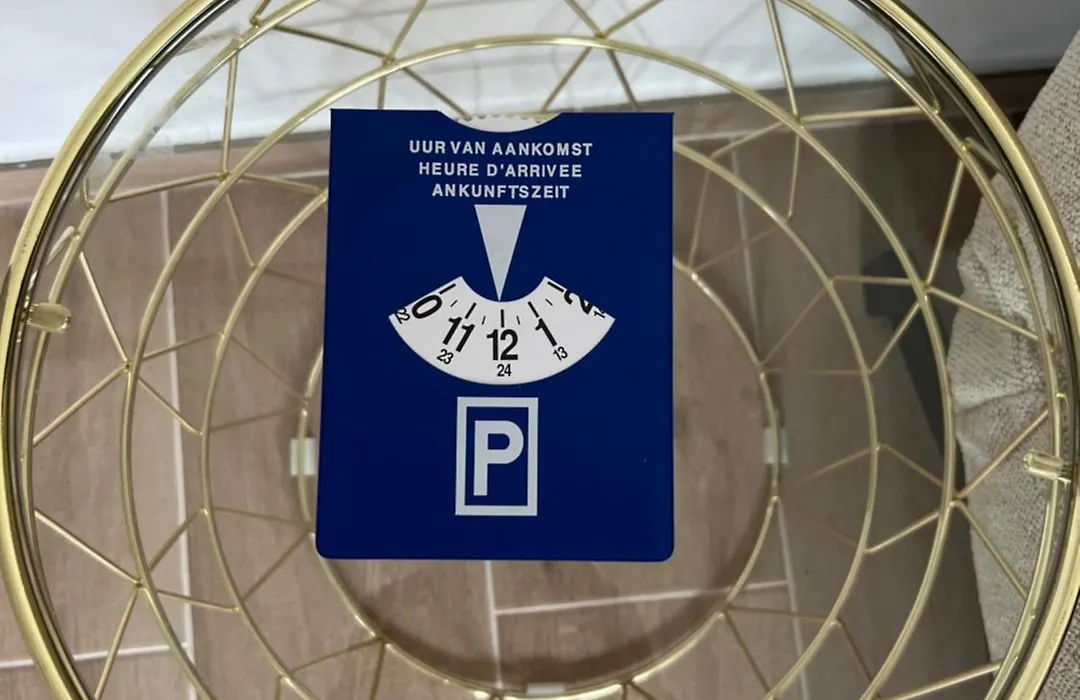 UUR VAN AANKOMST
HEURE D'ARRIVEE
ANKUNFTSZEIT
11 12 1
23 24 13
P